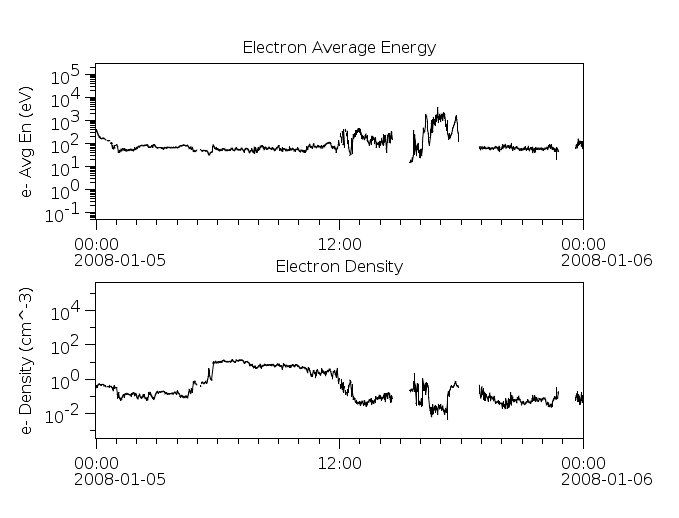 Electron Average Energy
e- Avg En (eV)
10^5
10^4
10^3
10^2
10^1
10^0
10^-1
00:00 12:00 00:00
2008-01-05 2008-01-06
Electron Density
e- Density (cm^-3)
10^4
10^2
10^0
10^-2
00:00 12:00 00:00
2008-01-05 2008-01-06